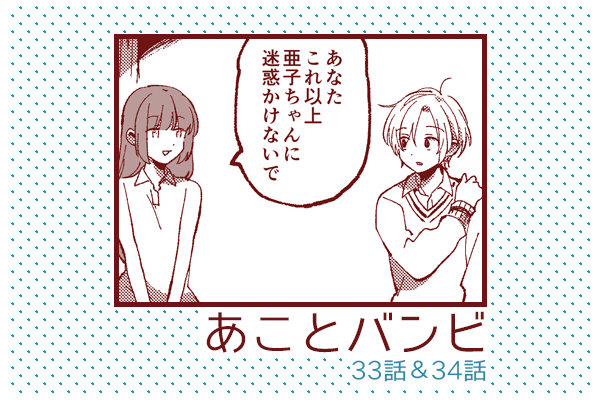 あなた
これ以上
亜子ちゃんに
迷惑かけないで
あことバンビ
33話＆34話